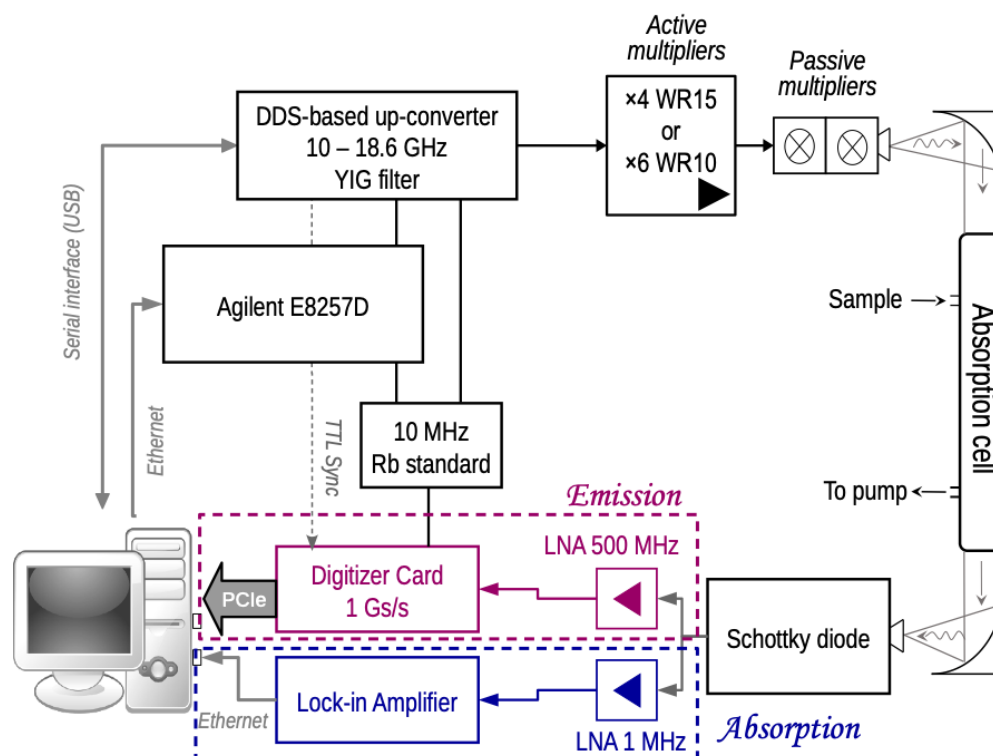 Active
multipliers
Passive
multipliers
DDS-based up-converter
10 – 18.6 GHz
YIG filter
×4 WR15
or
×6 WR10
Serial interface (USB)
Agilent E8257D
Sample
Absorption cell
Ethernet
TTL Sync
10 MHz
Rb standard
To pump
Emission
LNA 500 MHz
PCIe
Digitizer Card
1 Gs/s
Schottky diode
Lock-in Amplifier
Ethernet
LNA 1 MHz
Absorption